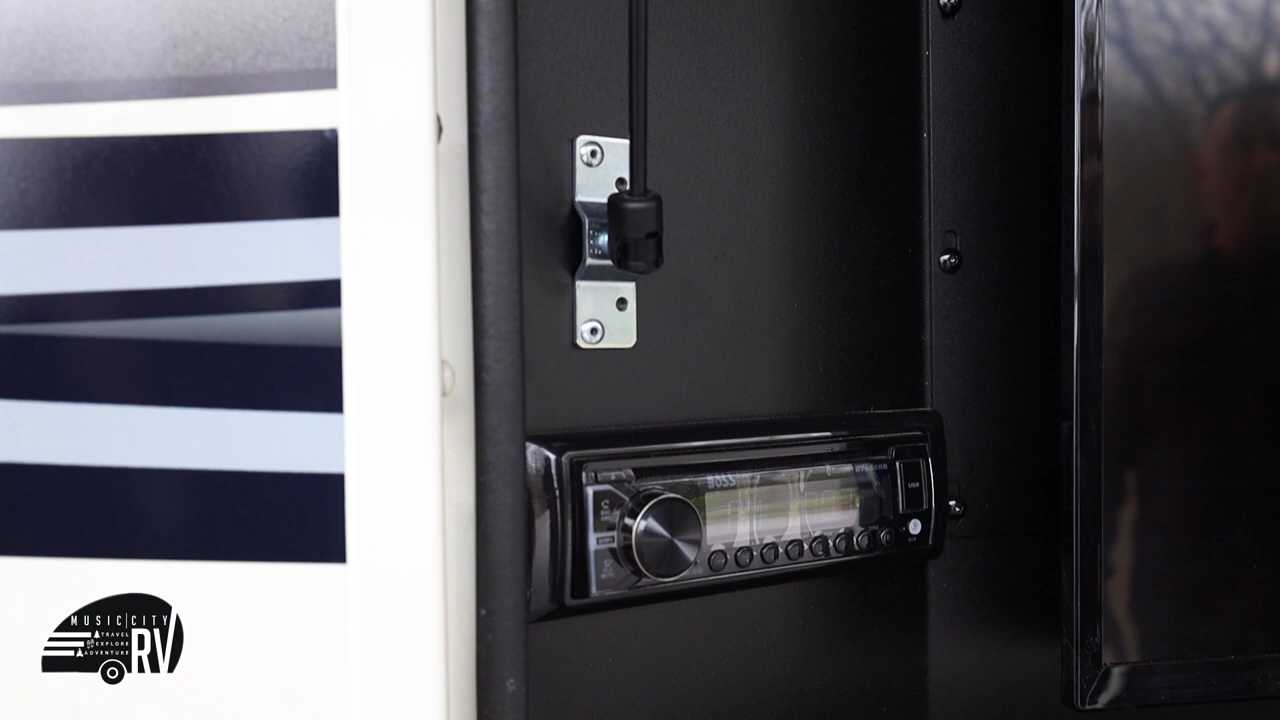 BOSS
USB
MUSIC|CITY
TRAVEL
EXPLORE
ADVENTURE
RV